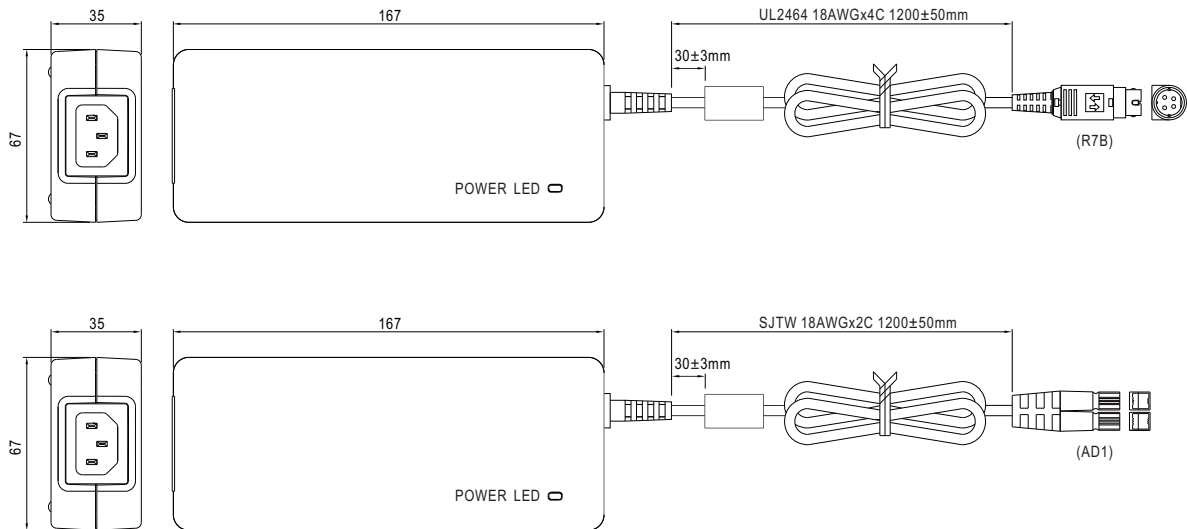 35
167
UL2464 18AWGx4C 1200±50mm
30±3mm
67
(R7B)
POWER LED
35
167
SJTW 18AWGx2C 1200±50mm
30±3mm
67
(AD1)
POWER LED